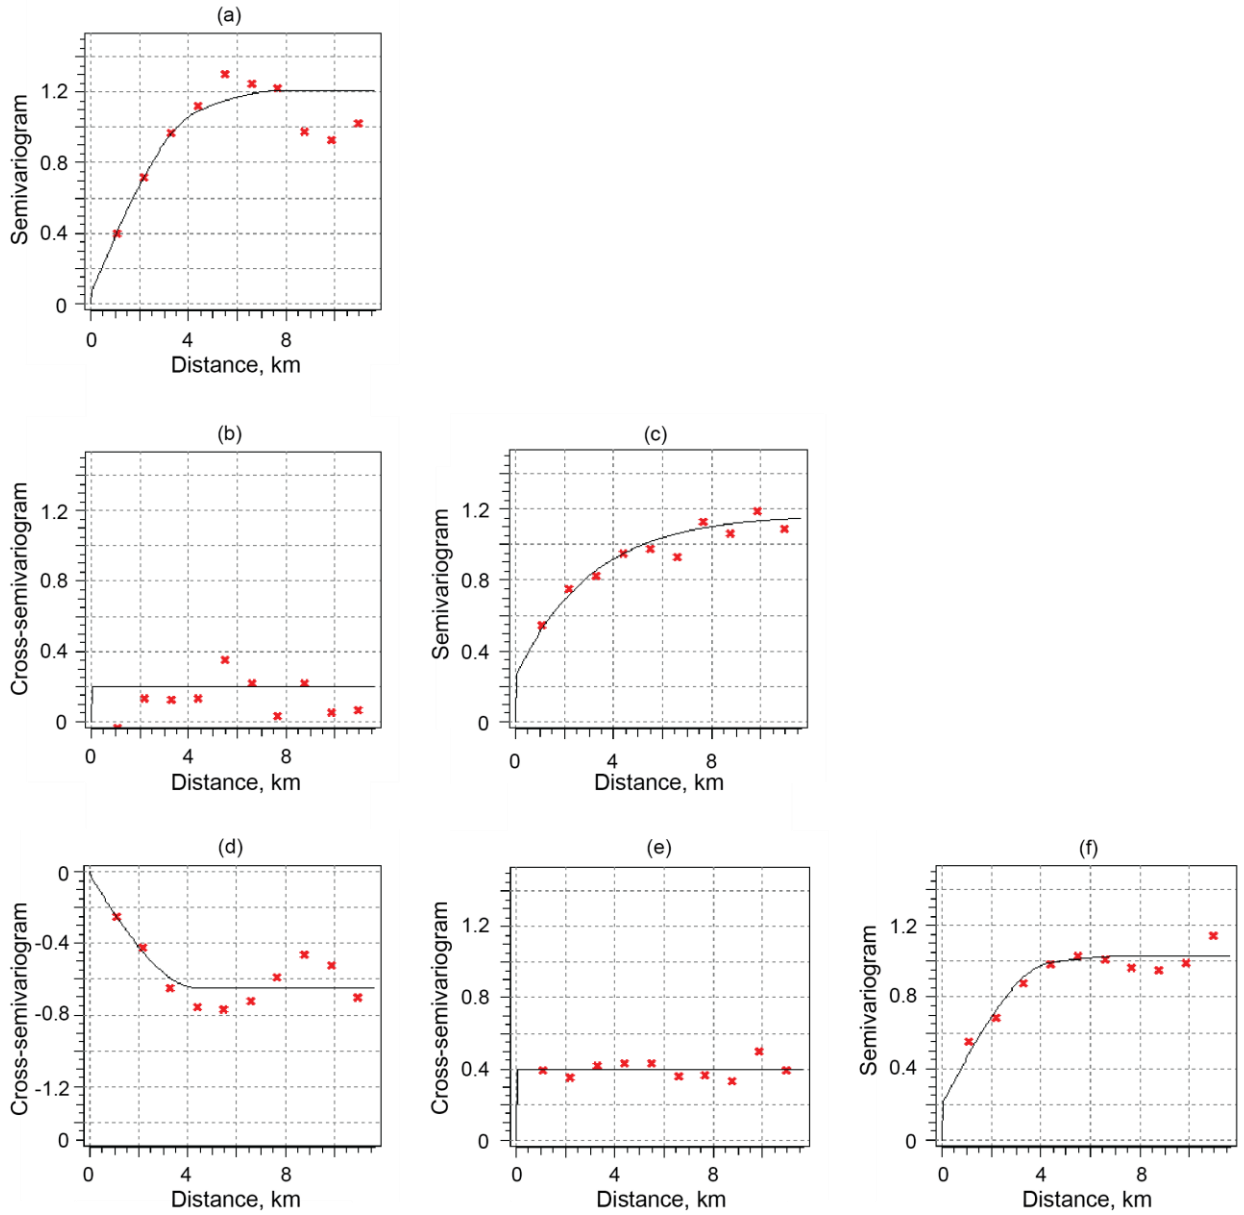 (a)
Semivariogram
1.2
0.8
0.4
0
0 4 8
Distance, km
(b)
Cross-semivariogram
1.2
0.8
0.4
0
0 4 8
Distance, km
(c)
Semivariogram
1.2
0.8
0.4
0
0 4 8
Distance, km
(d)
Cross-semivariogram
0
-0.4
-0.8
-1.2
0
0 4 8
Distance, km
(e)
Cross-semivariogram
1.2
0.8
0.4
0
0 4 8
Distance, km
(f)
Semivariogram
1.2
0.8
0.4
0
0 4 8
Distance, km